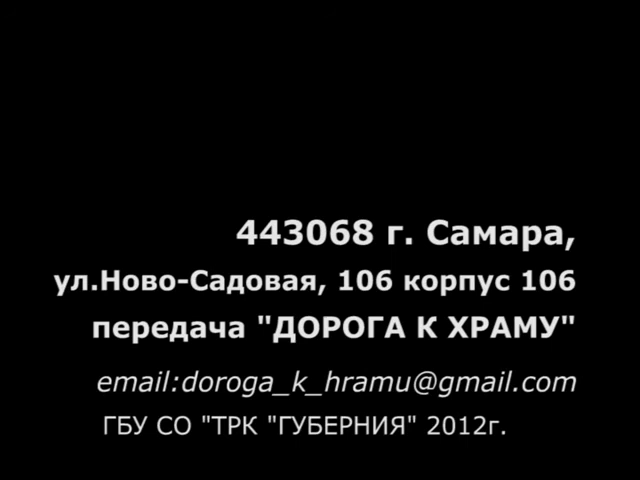 443068 г. Самара,
ул.Ново-Садовая, 106 корпус 106
передача "ДОРОГА К ХРАМУ"
email:doroga_k_hramu@gmail.com
ГБУ СО "ТРК "ГУБЕРНИЯ" 2012г.